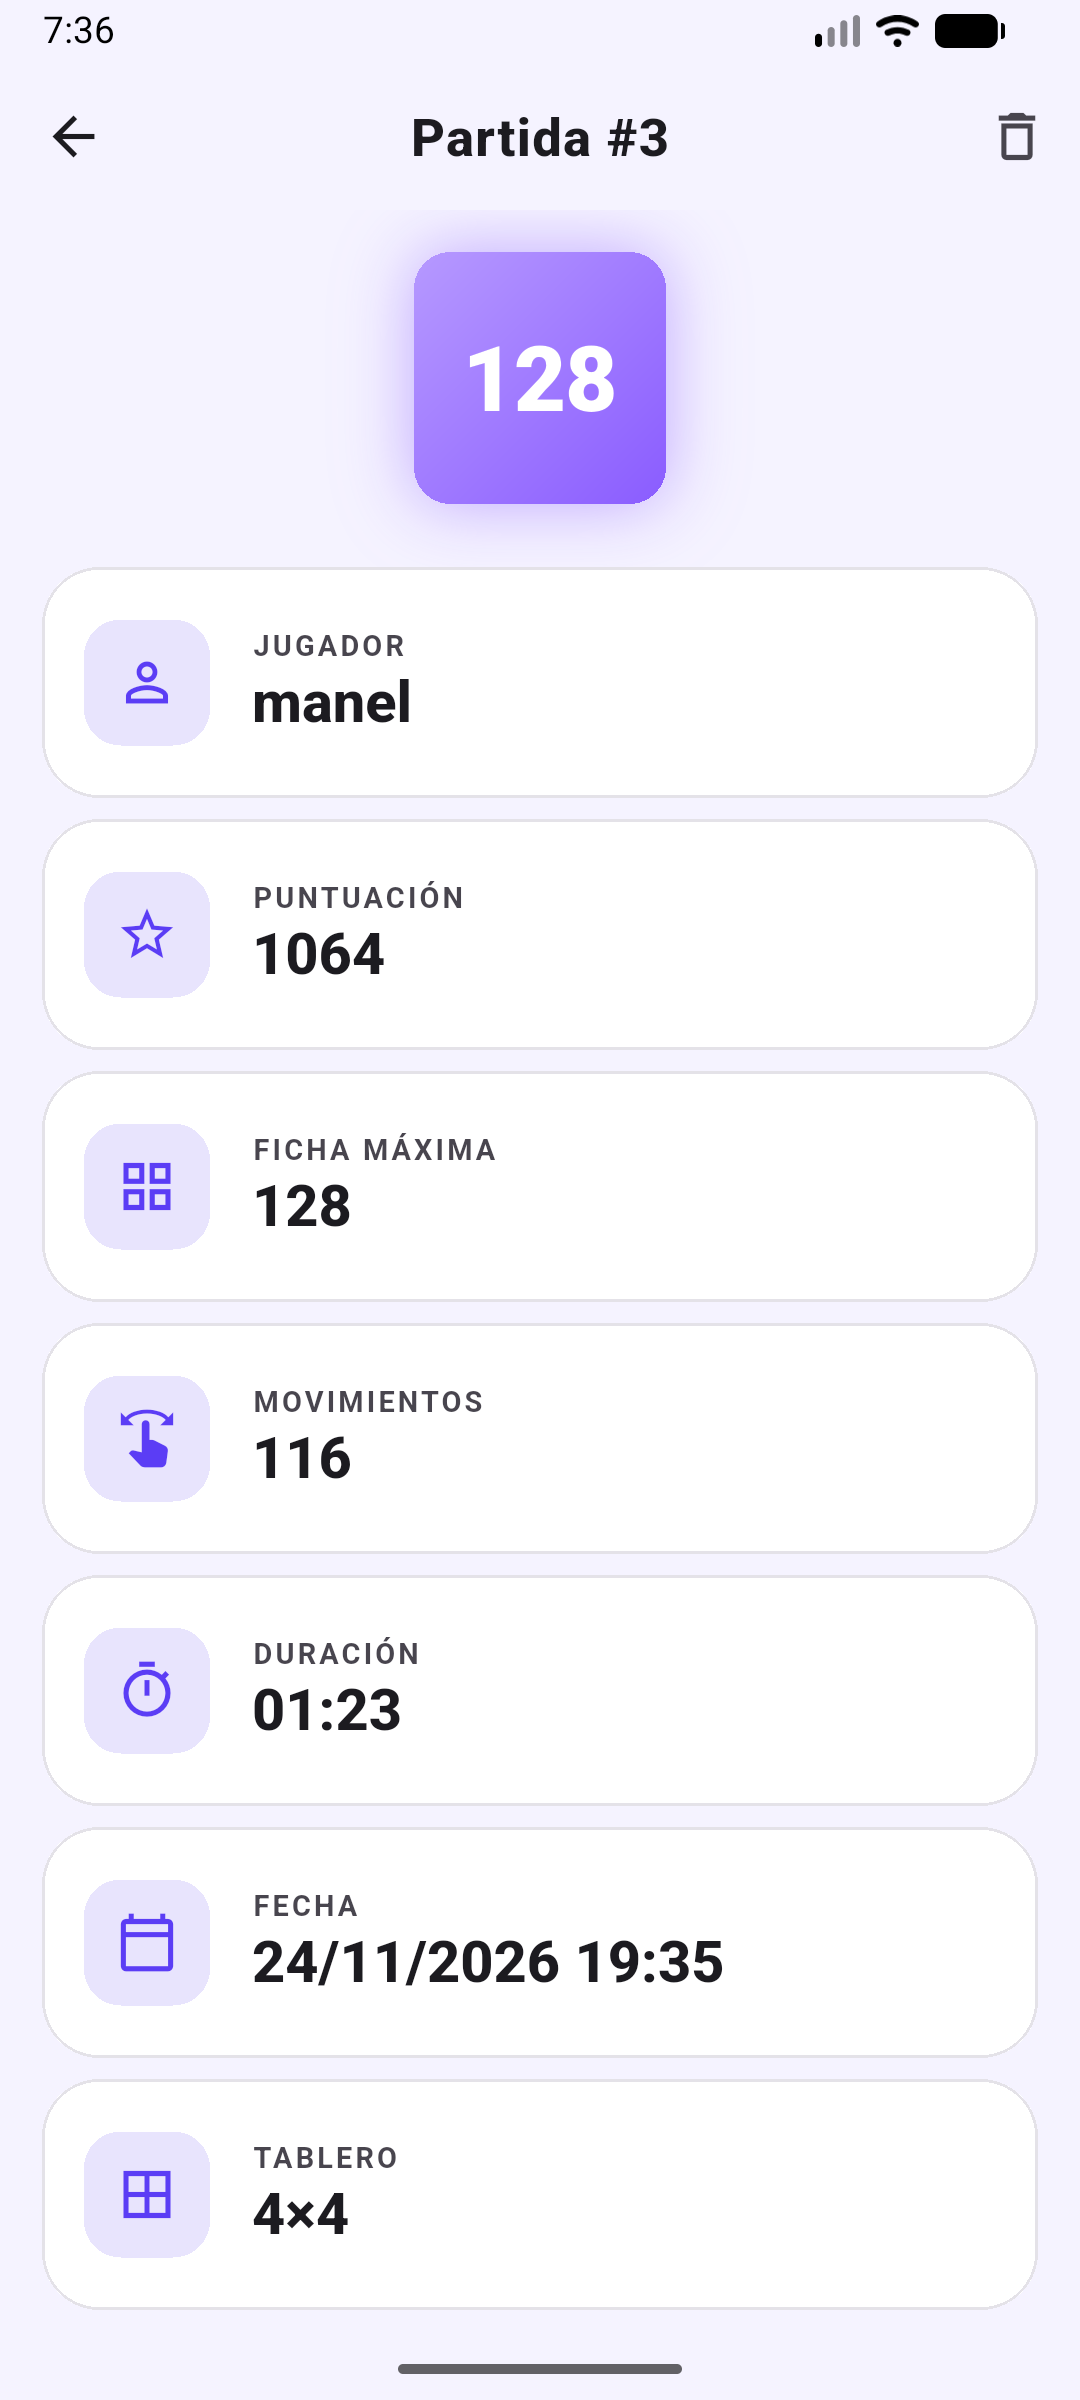 7:36
Partida #3
128
JUGADOR
manel
PUNTUACIÓN
1064
FICHA MÁXIMA
128
MOVIMIENTOS
116
DURACIÓN
01:23
FECHA
24/11/2026 19:35
TABLERO
4×4